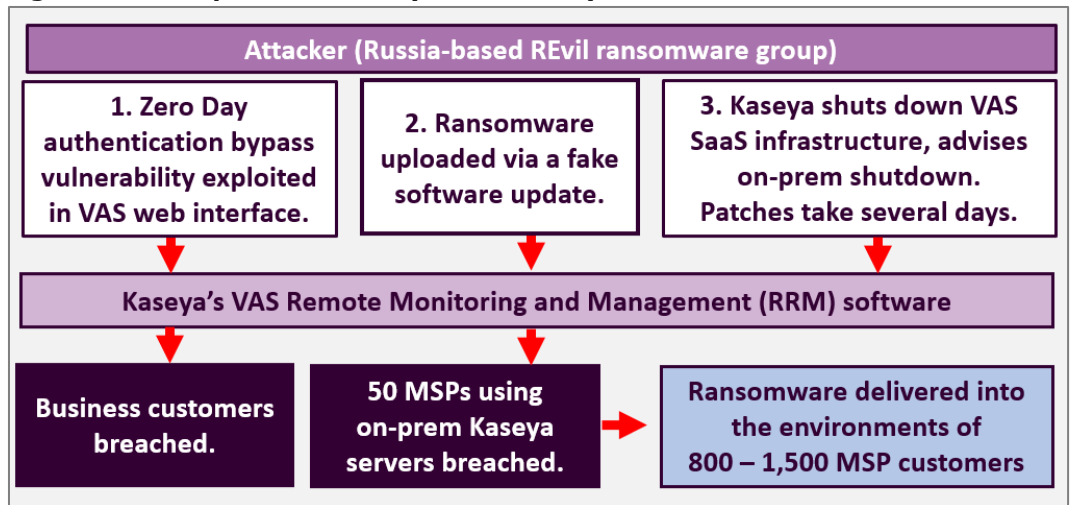 Attacker (Russia-based REvil ransomware group)
1. Zero Day
authentication bypass
vulnerability exploited
in VAS web interface.
2. Ransomware
uploaded via a fake
software update.
3. Kaseya shuts down VAS
SaaS infrastructure, advises
on-prem shutdown.
Patches take several days.
Kaseya’s VAS Remote Monitoring and Management (RRM) software
Business customers
breached.
50 MSPs using
on-prem Kaseya
servers breached.
Ransomware delivered into
the environments of
800 – 1,500 MSP customers